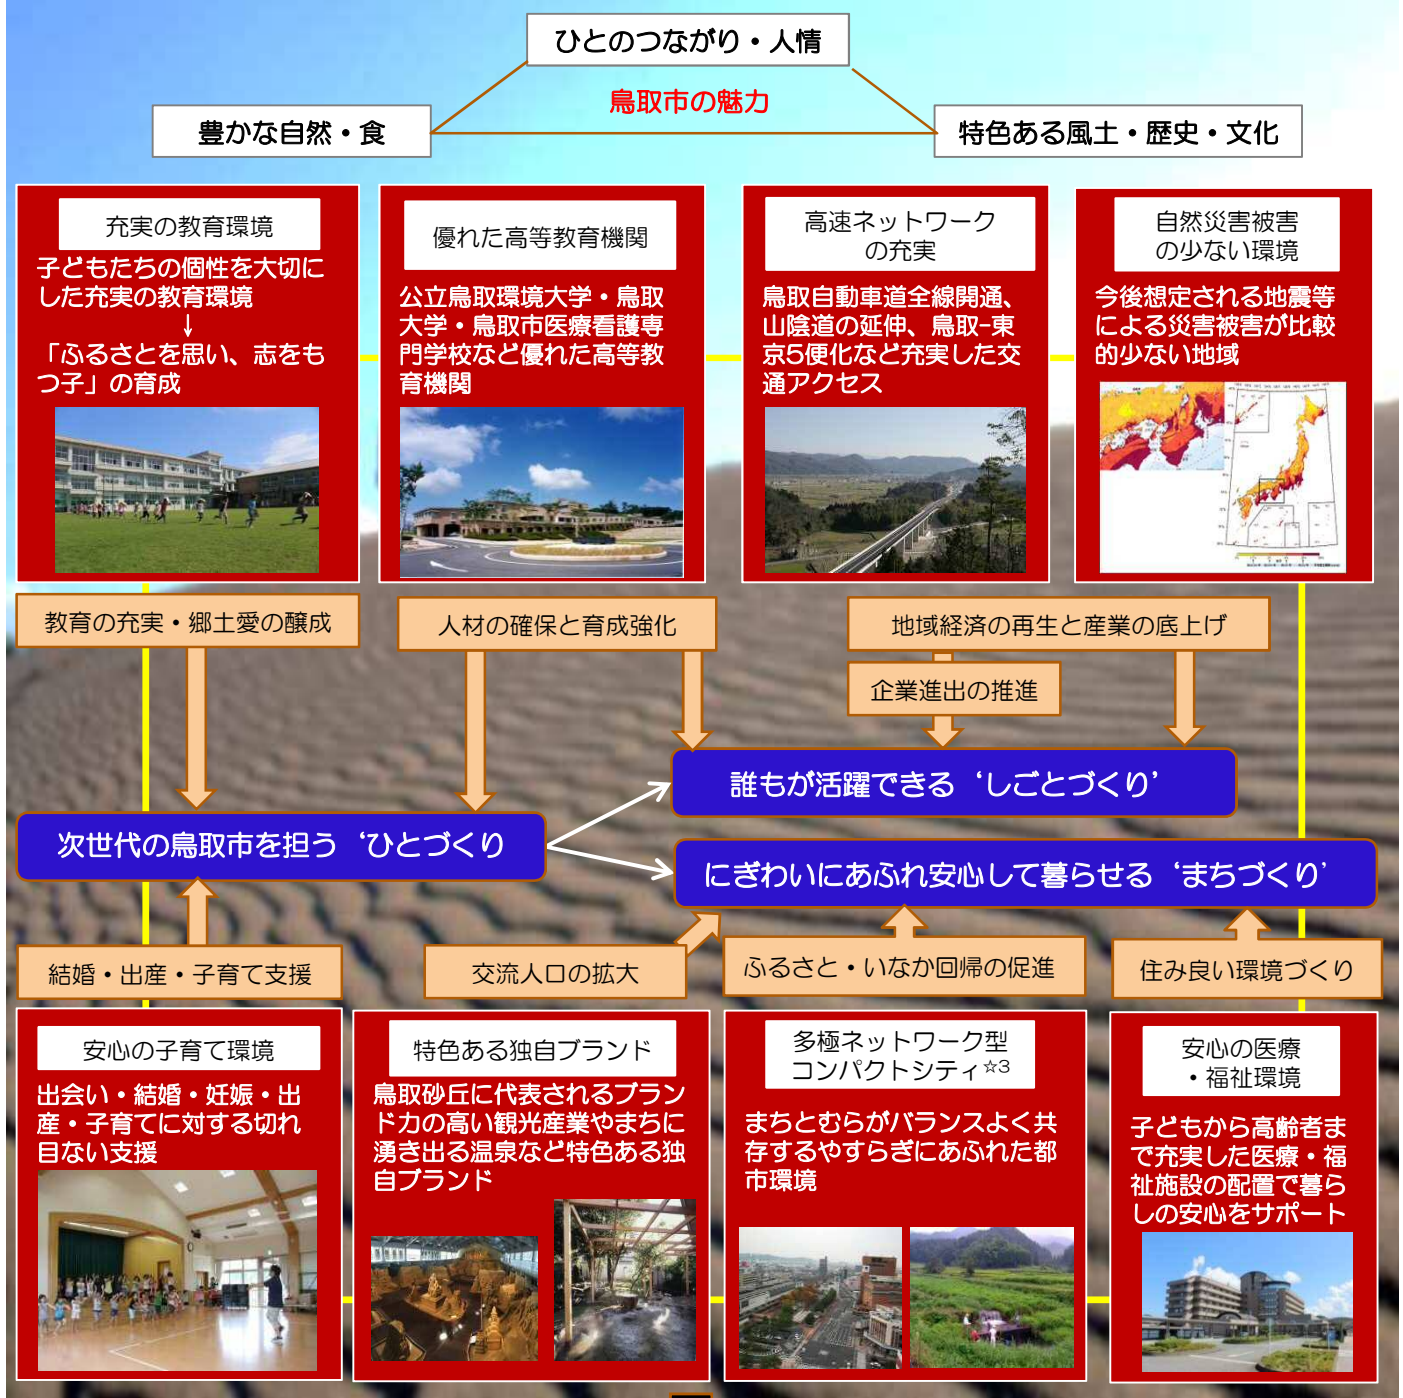 ひとのつながり・人情
鳥取市の魅力
豊かな自然・食
特色ある風土・歴史・文化
充実の教育環境
子どもたちの個性を大切に
した充実の教育環境
↓
「ふるさとを思い、志をも
つ子」の育成
優れた高等教育機関
公立鳥取環境大学・鳥取
大学・鳥取市医療看護専
門学校など優れた高等教
育機関
高速ネットワーク
の充実
鳥取自動車道全線開通、
山陰道の延伸、鳥取-東
京5便化など充実した交
通アクセス
自然災害被害
の少ない環境
今後想定される地震等
による災害被害が比較
的少ない地域
教育の充実・郷土愛の醸成
人材の確保と育成強化
地域経済の再生と産業の底上げ
企業進出の推進
誰もが活躍できる‘しごとづくり’
次世代の鳥取市を担う‘ひとづくり
にぎわいにあふれ安心して暮らせる‘まちづくり’
結婚・出産・子育て支援
交流人口の拡大
ふるさと・いなか回帰の促進
住み良い環境づくり
安心の子育て環境
出会い・結婚・妊娠・出
産・子育てに対する切れ
目ない支援
特色ある独自ブランド
鳥取砂丘に代表されるブラン
ド力の高い観光産業やまちに
湧き出る温泉など特色ある独
自ブランド
多極ネットワーク型
コンパクトシティ☆3
まちとむらがバランスよく共
存するやすらぎにあふれた都
市環境
安心の医療
・福祉環境
子どもから高齢者ま
で充実した医療・福
祉施設の配置で暮ら
しの安心をサポート